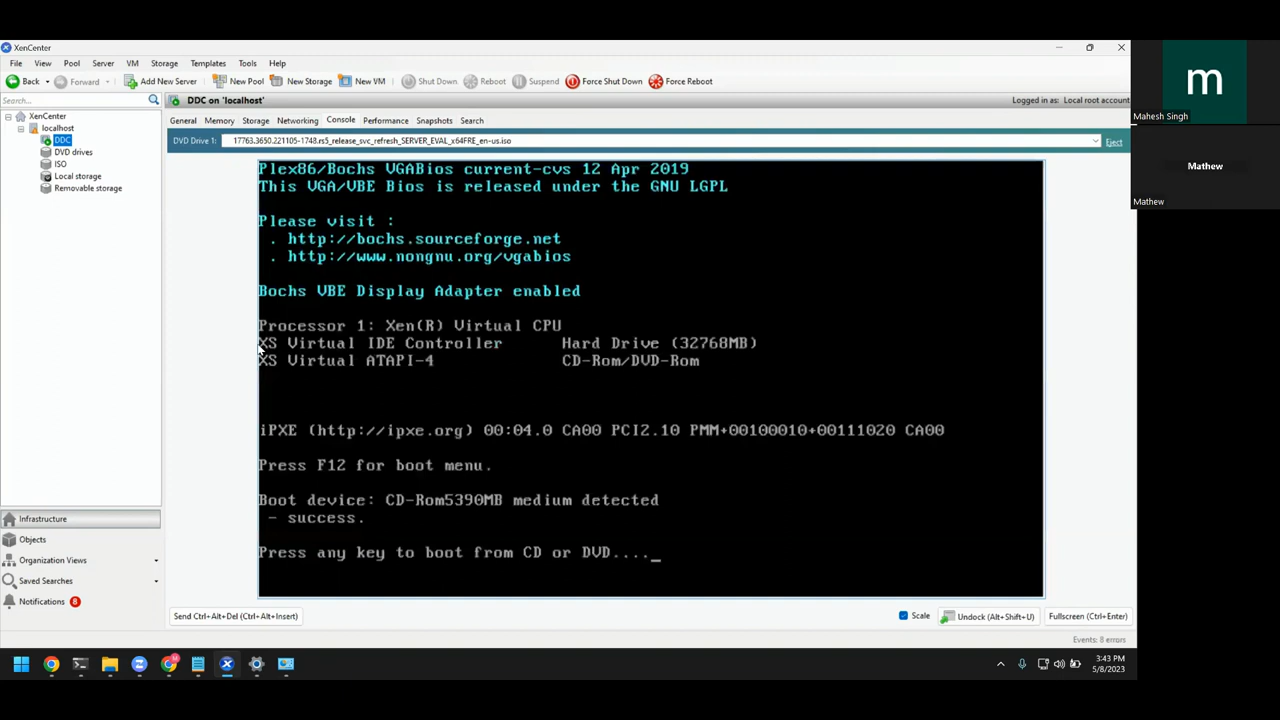 XenCenter
File View Pool Server VM Storage Templates Tools Help
Back Forward Add New Server New Pool New Storage New VM Shut Down Reboot Suspend Force Shut Down Force Reboot
Search...
DDC on 'localhost'
Logged in as: Local root account
XenCenter
localhost
DDC
DVD drives
ISO
Local storage
Removable storage
General Memory Storage Networking Console Performance Snapshots Search
DVD Drive 1: 17763.3650.221105-1748.rs5_release_svc_refresh_SERVER_EVAL_x64FRE_en-us.iso Eject
Plex86/Bochs VGABios current-cvs 12 Apr 2019
This VGA/VBE Bios is released under the GNU LGPL
Please visit :
. http://bochs.sourceforge.net
. http://www.nongnu.org/vgabios
Bochs VBE Display Adapter enabled
Processor 1: Xen(R) Virtual CPU
XS Virtual IDE Controller Hard Drive (32768MB)
XS Virtual ATAPI-4 CD-Rom/DVD-Rom
iPXE (http://ipxe.org) 00:04.0 CA00 PCI2.10 PMM+00100010+00111020 CA00
Press F12 for boot menu.
Boot device: CD-Rom5390MB medium detected
- success.
Press any key to boot from CD or DVD...._
Infrastructure
Objects
Organization Views
Saved Searches
Notifications 8
Send Ctrl+Alt+Del (Ctrl+Alt+Insert)
Scale
Undock (Alt+Shift+U)
Fullscreen (Ctrl+Enter)
Events: 8 errors
3:43 PM
5/8/2023
m
Mahesh Singh
Mathew
Mathew